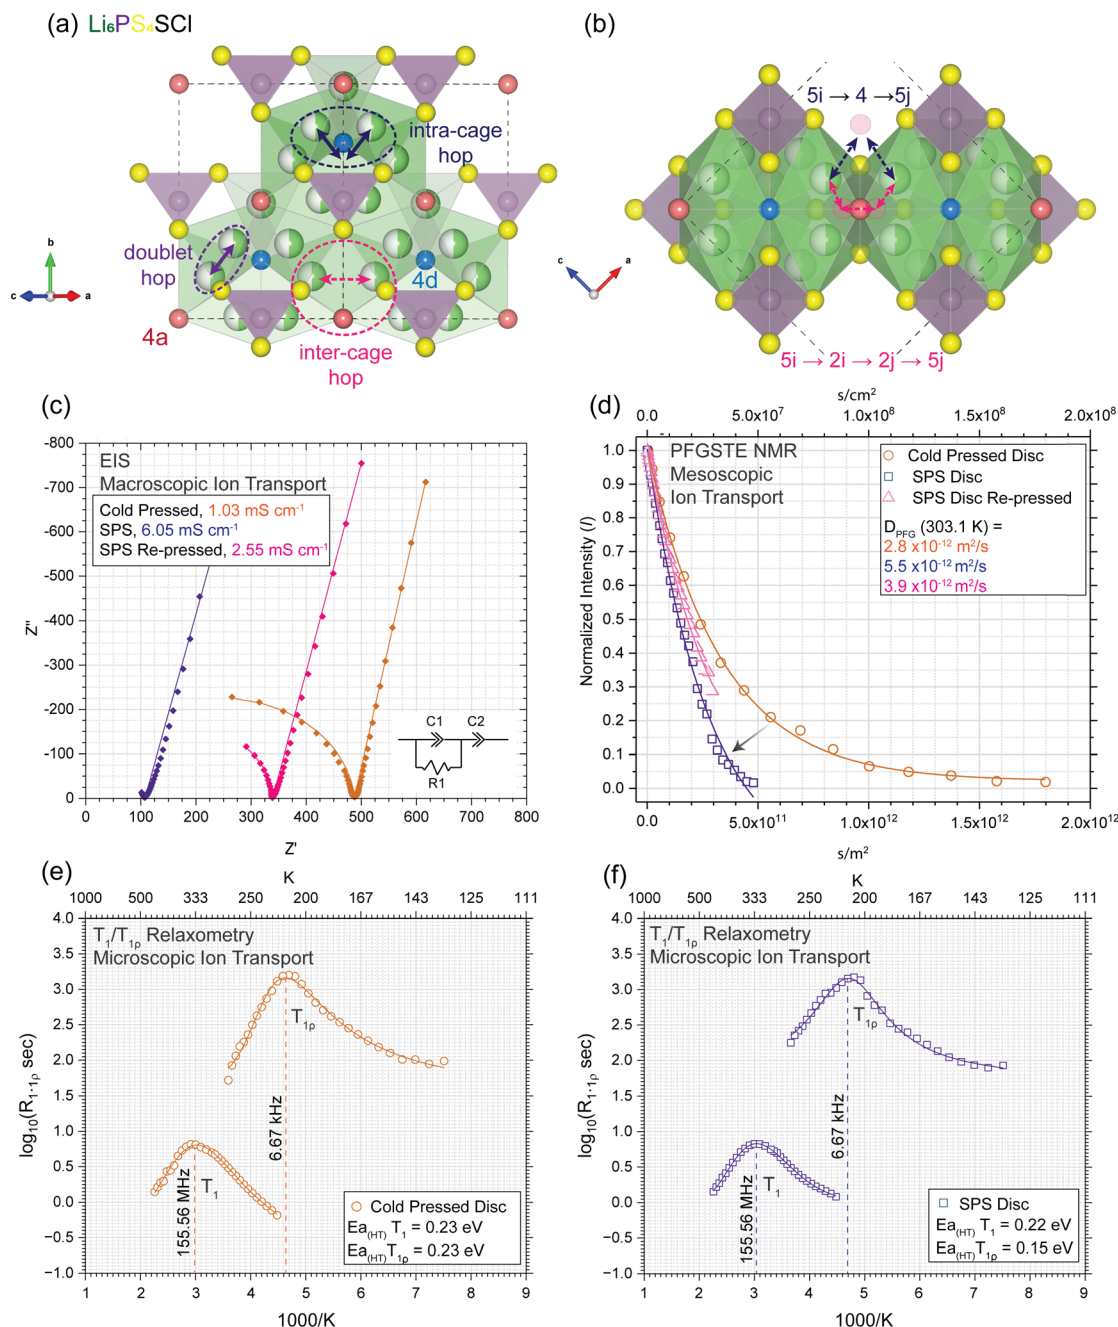 (a) Li₆PS₄SCl
intra-cage
hop
doublet
hop
4d
4a
inter-cage
hop
b
c
a
(b)
5i → 4 → 5j
c
a
5i → 2i → 2j → 5j
(c)
-800
-700
-600
-500
-400
-300
-200
-100
0
Z"
EIS
Macroscopic Ion Transport
Cold Pressed, 1.03 mS cm⁻¹
SPS, 6.05 mS cm⁻¹
SPS Re-pressed, 2.55 mS cm⁻¹
C1 C2
R1
0 100 200 300 400 500 600 700 800
Z'
(d)
s/cm²
0.0 5.0x10⁷ 1.0x10⁸ 1.5x10⁸ 2.0x10⁸
1.0
0.9
0.8
0.7
0.6
0.5
0.4
0.3
0.2
0.1
0.0
Normalized Intensity (I)
PFGSTE NMR
Mesoscopic
Ion Transport
Cold Pressed Disc
SPS Disc
SPS Disc Re-pressed
D_PFG (303.1 K) =
2.8 x10⁻¹² m²/s
5.5 x10⁻¹² m²/s
3.9 x10⁻¹² m²/s
0.0 5.0x10¹¹ 1.0x10¹² 1.5x10¹² 2.0x10¹²
s/m²
(e)
K
1000 500 333 250 200 167 143 125 111
4.0
3.5
3.0
2.5
2.0
1.5
1.0
0.5
0.0
−0.5
−1.0
log₁₀(R₁.₁ρ sec)
T₁/T₁ρ Relaxometry
Microscopic Ion Transport
T₁ρ
6.67 kHz
T₁
155.56 MHz
Cold Pressed Disc
Ea(HT) T₁ = 0.23 eV
Ea(HT) T₁ρ = 0.23 eV
1 2 3 4 5 6 7 8 9
1000/K
(f)
K
1000 500 333 250 200 167 143 125 111
4.0
3.5
3.0
2.5
2.0
1.5
1.0
0.5
0.0
−0.5
−1.0
log₁₀(R₁.₁ρ sec)
T₁/T₁ρ Relaxometry
Microscopic Ion Transport
T₁ρ
6.67 kHz
T₁
155.56 MHz
SPS Disc
Ea(HT) T₁ = 0.22 eV
Ea(HT)T₁ρ = 0.15 eV
1 2 3 4 5 6 7 8 9
1000/K